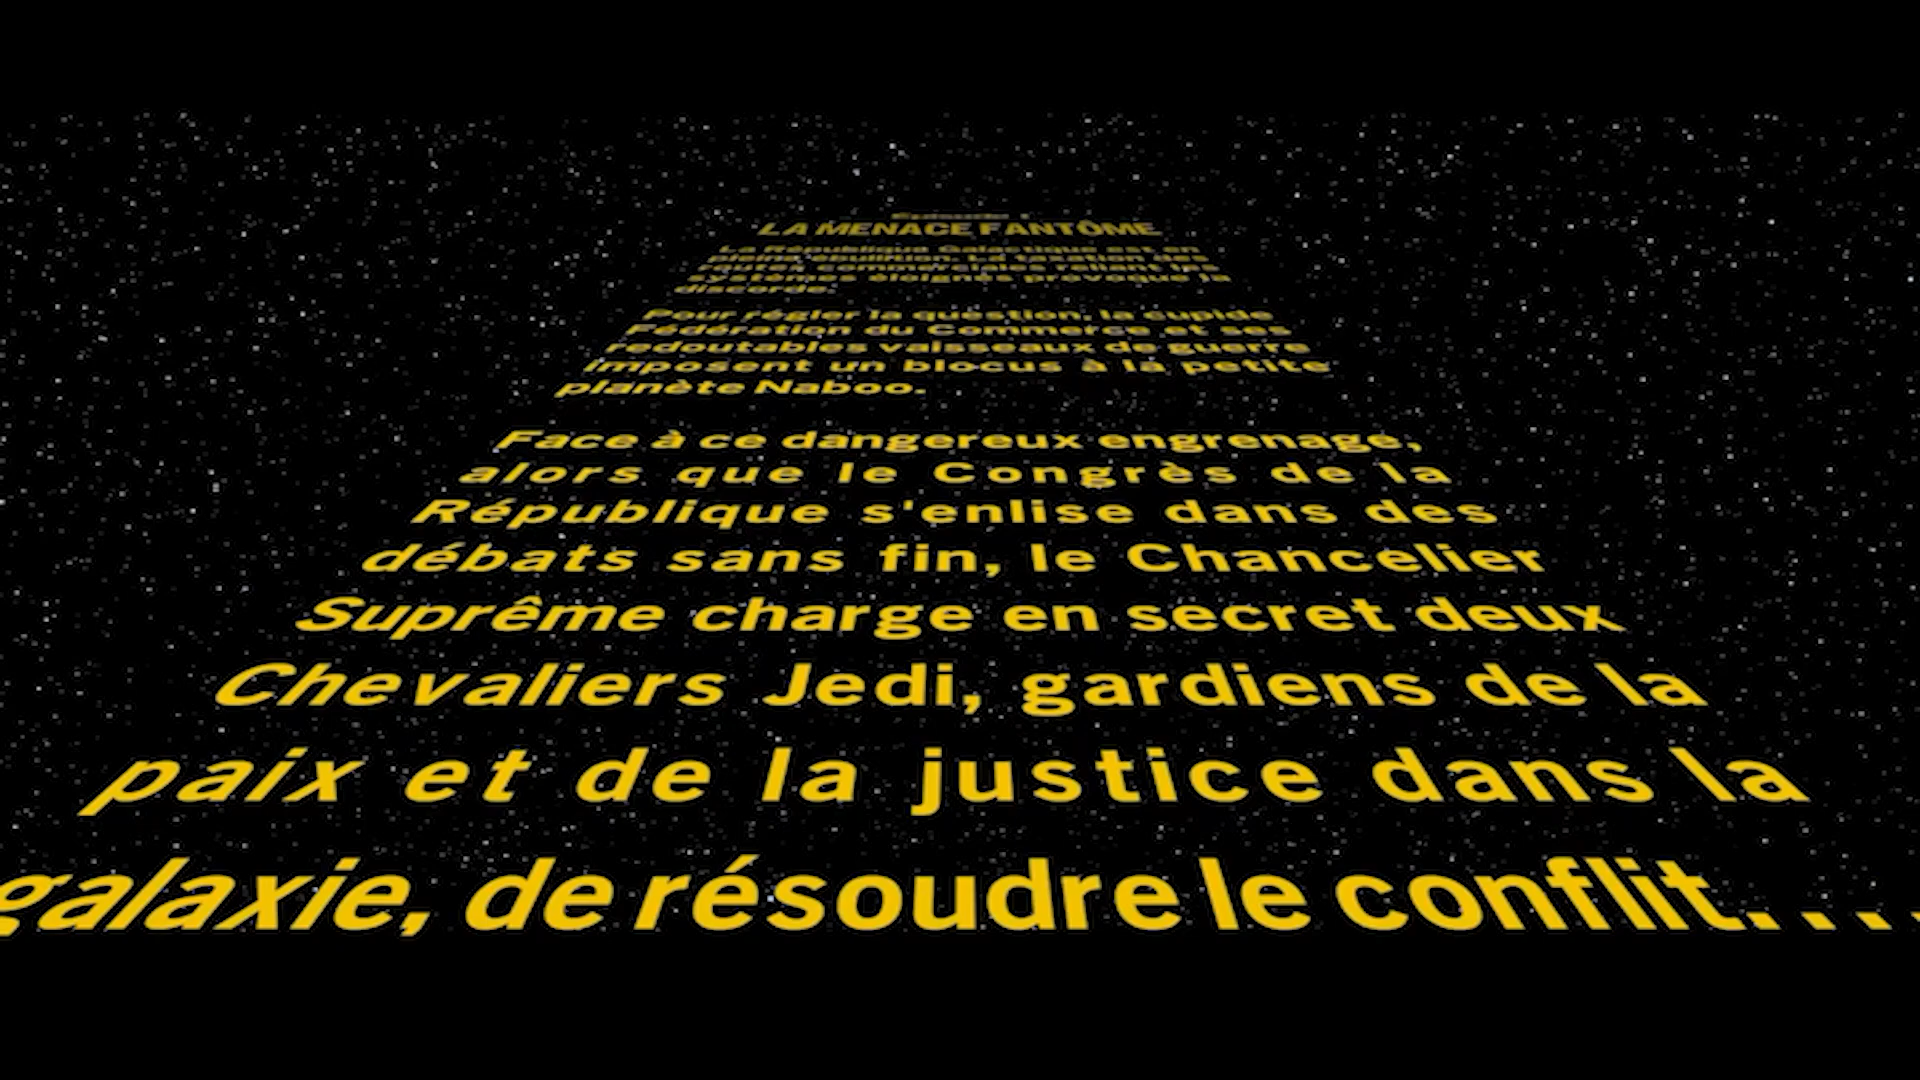 LA MENACE FANTÔME
La République Galactique est en
pleine ébullition. La taxation des
routes commerciales reliant les
systèmes éloignés provoque la
discorde.
Pour régler la question, la cupide
Fédération du Commerce et ses
redoutables vaisseaux de guerre
imposent un blocus à la petite
planète Naboo.
Face à ce dangereux engrenage,
alors que le Congrès de la
République s'enlise dans des
débats sans fin, le Chancelier
Suprême charge en secret deux
Chevaliers Jedi, gardiens de la
paix et de la justice dans la
galaxie, de résoudre le conflit....